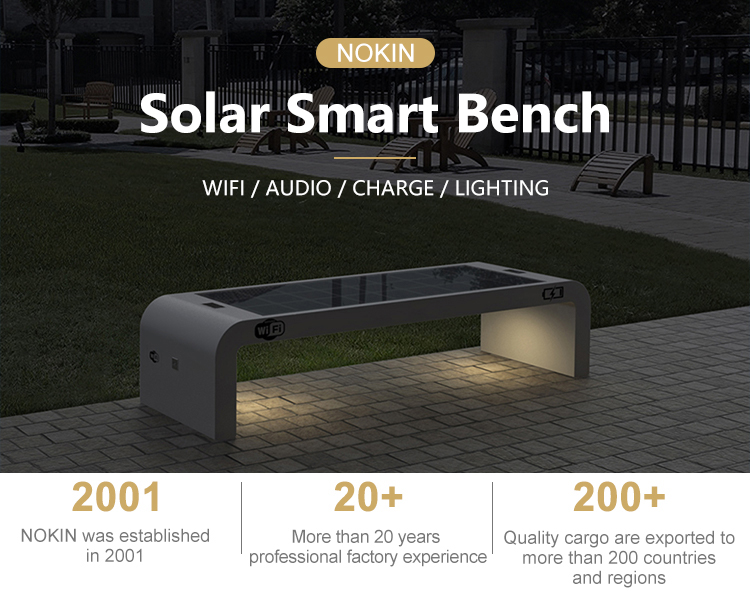 NOKIN
Solar Smart Bench
WIFI / AUDIO / CHARGE / LIGHTING
WiFi
2001
NOKIN was established
in 2001
20+
More than 20 years
professional factory experience
200+
Quality cargo are exported to
more than 200 countries
and regions